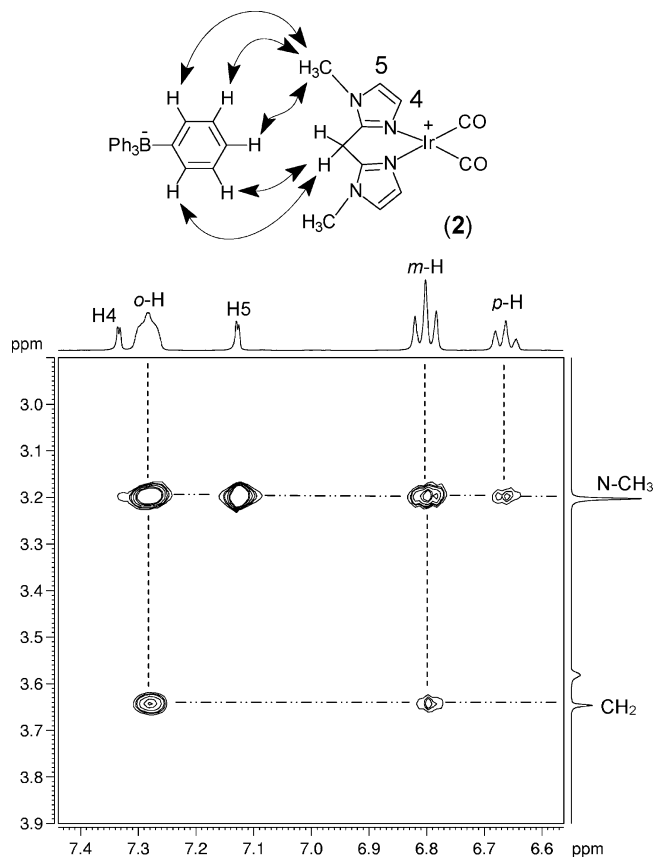 H3C 5
H H N 4
Ph3B- H N Ir+ CO
H CO
H N
H H N
H3C (2)
m-H
H4 o-H H5 p-H
ppm
3.0
3.1
3.2 N-CH3
3.3
3.4
3.5
3.6
3.7 CH2
3.8
3.9
7.4 7.3 7.2 7.1 7.0 6.9 6.8 6.7 6.6 ppm